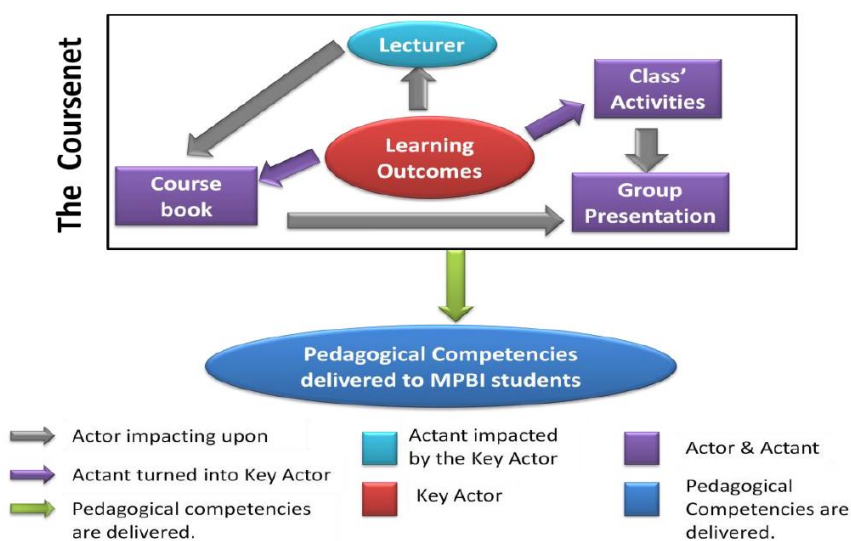 The Coursenet
Lecturer
Class'
Activities
Learning
Outcomes
Course
book
Group
Presentation
Pedagogical Competencies
delivered to MPBI students
Actor impacting upon
Actant turned into Key Actor
Pedagogical competencies
are delivered.
Actant impacted
by the Key Actor
Key Actor
Actor & Actant
Pedagogical
Competencies are
delivered.